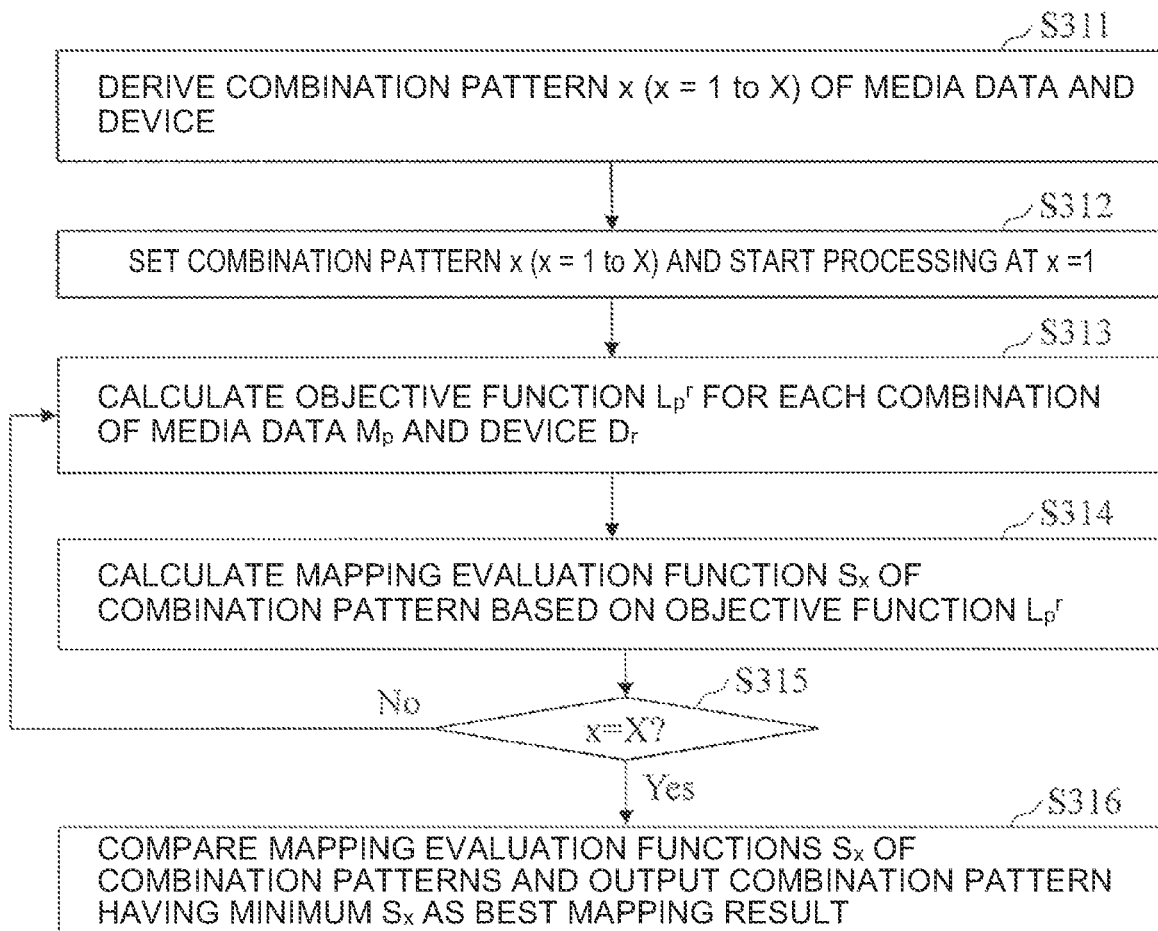 S311
DERIVE COMBINATION PATTERN x (x = 1 to X) OF MEDIA DATA AND
DEVICE
S312
SET COMBINATION PATTERN x (x = 1 to X) AND START PROCESSING AT x =1
S313
CALCULATE OBJECTIVE FUNCTION Lpʳ FOR EACH COMBINATION
OF MEDIA DATA Mp AND DEVICE Dr
S314
CALCULATE MAPPING EVALUATION FUNCTION Sx OF
COMBINATION PATTERN BASED ON OBJECTIVE FUNCTION Lpʳ
S315
No
x=X?
Yes
S316
COMPARE MAPPING EVALUATION FUNCTIONS Sx OF
COMBINATION PATTERNS AND OUTPUT COMBINATION PATTERN
HAVING MINIMUM Sx AS BEST MAPPING RESULT